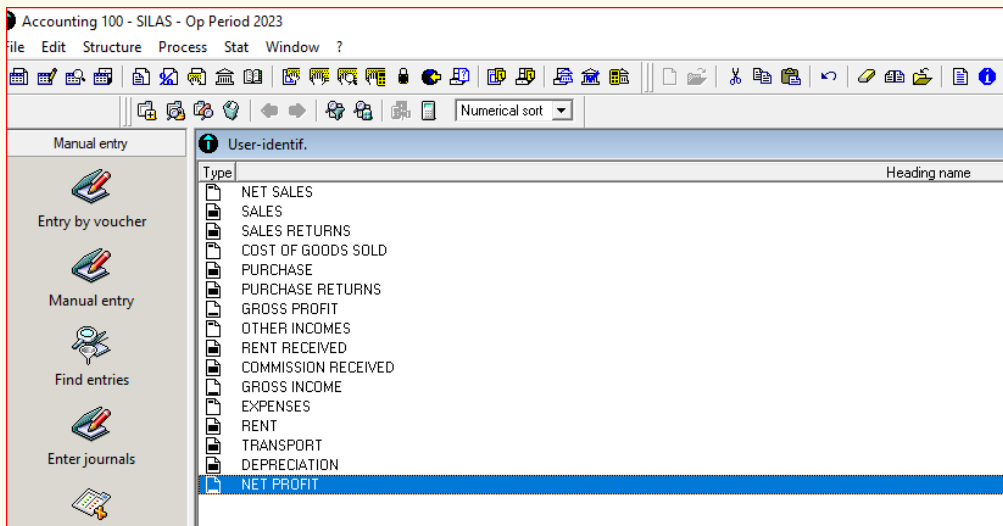 Accounting 100 - SILAS - Op Period 2023
File Edit Structure Process Stat Window ?
Numerical sort
Manual entry
User-identif.
Type Heading name
NET SALES
SALES
SALES RETURNS
COST OF GOODS SOLD
PURCHASE
PURCHASE RETURNS
GROSS PROFIT
OTHER INCOMES
RENT RECEIVED
COMMISSION RECEIVED
GROSS INCOME
EXPENSES
RENT
TRANSPORT
DEPRECIATION
NET PROFIT
Entry by voucher
Manual entry
Find entries
Enter journals